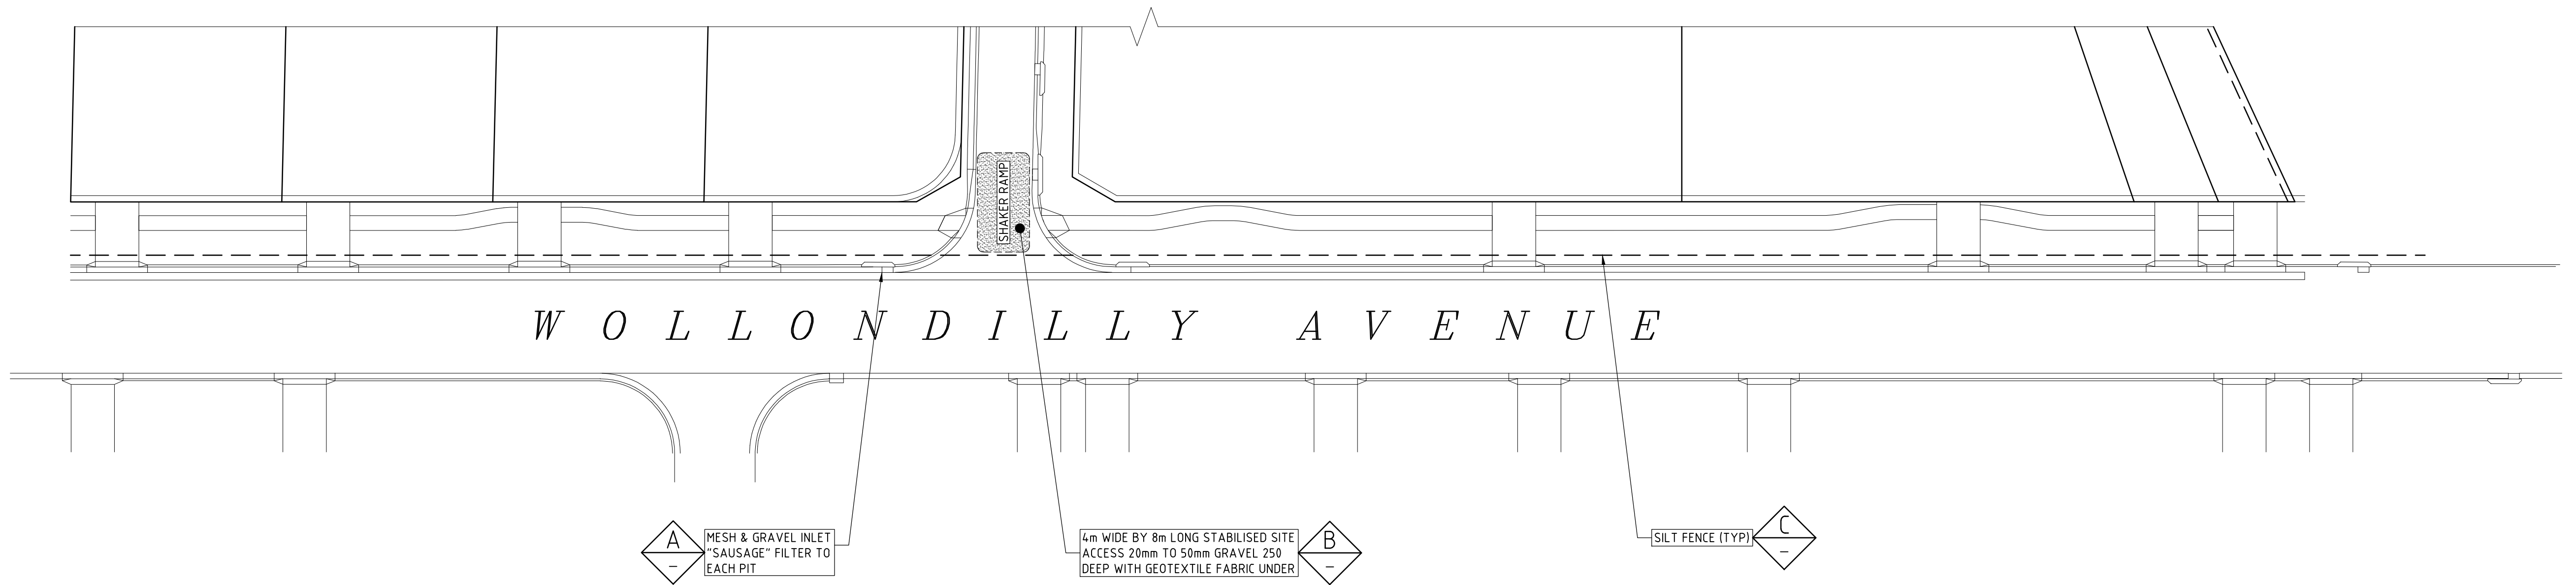 SHAKER RAMP
WOLLONDILLY AVENUE
A
-
MESH & GRAVEL INLET
"SAUSAGE" FILTER TO
EACH PIT
4m WIDE BY 8m LONG STABILISED SITE
ACCESS 20mm TO 50mm GRAVEL 250
DEEP WITH GEOTEXTILE FABRIC UNDER
B
-
SILT FENCE (TYP)
C
-